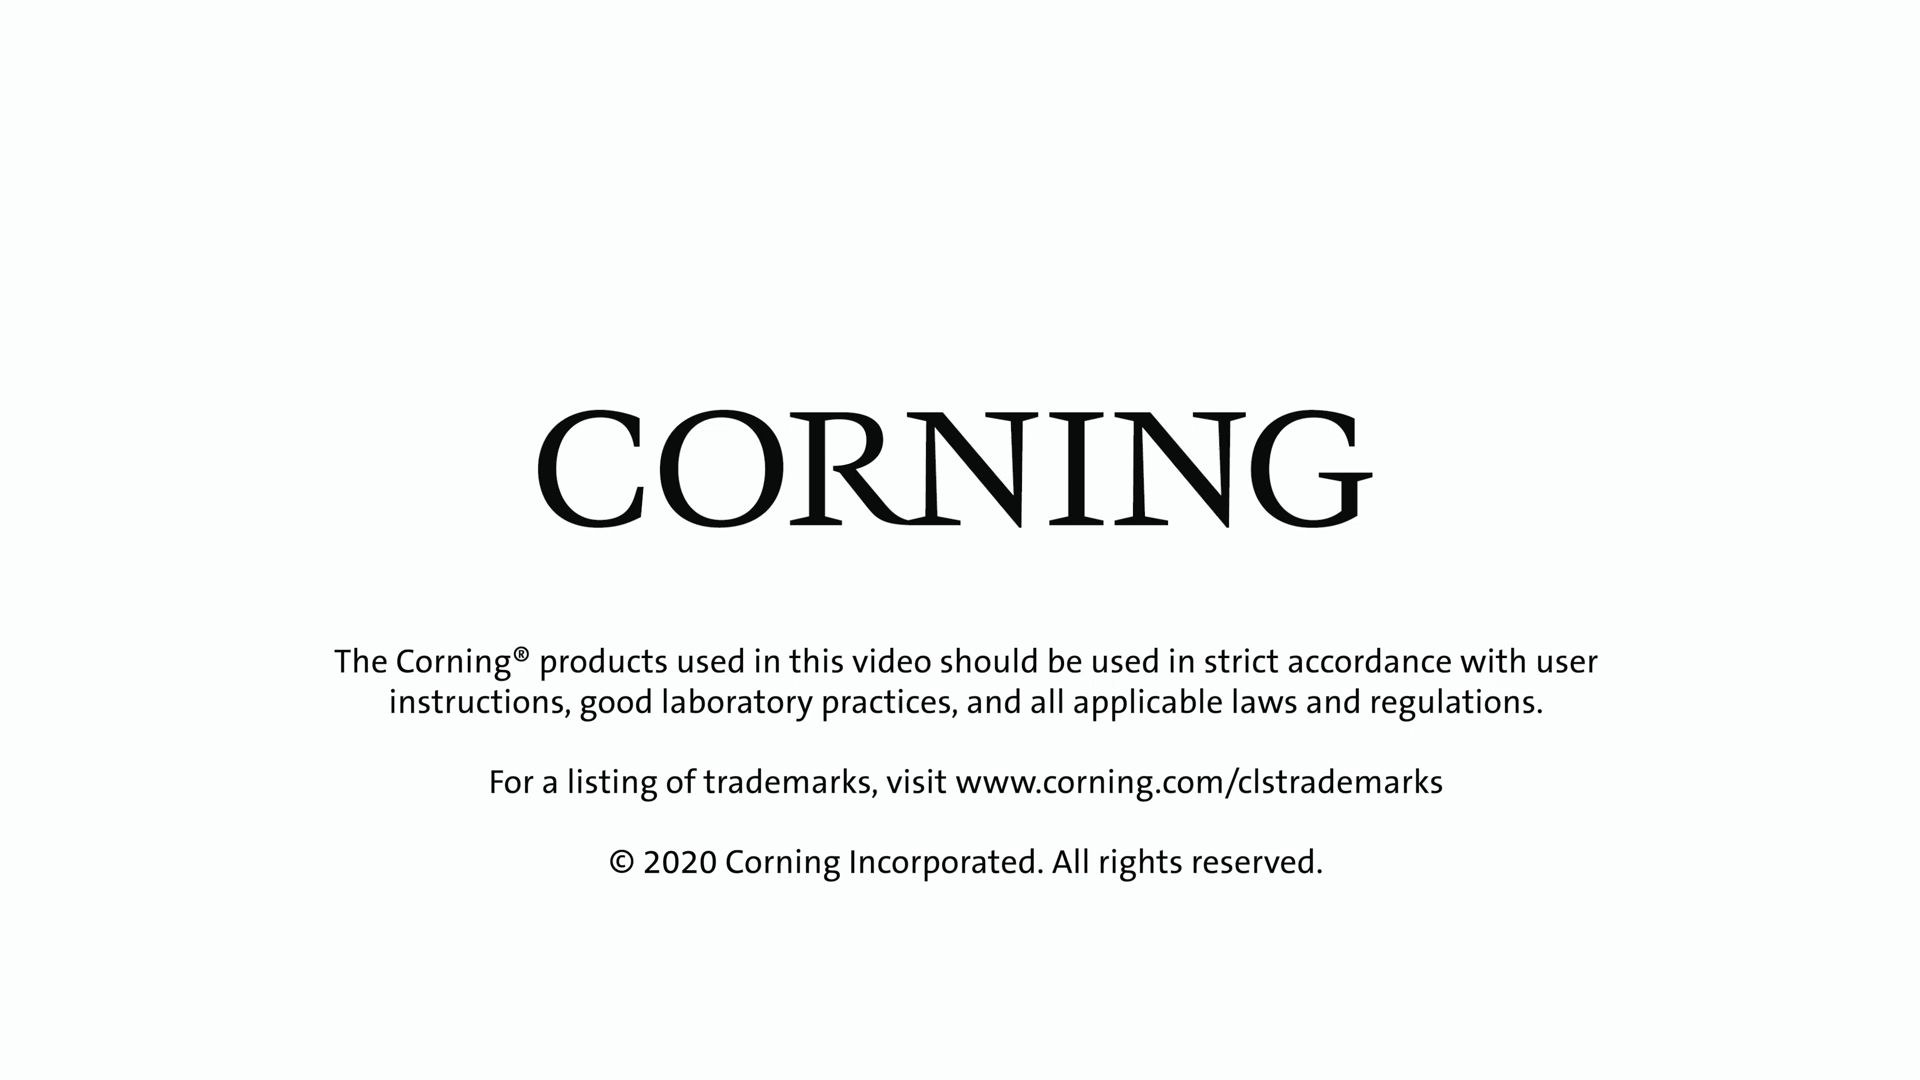 CORNING
The Corning® products used in this video should be used in strict accordance with user
instructions, good laboratory practices, and all applicable laws and regulations.
For a listing of trademarks, visit www.corning.com/clstrademarks
© 2020 Corning Incorporated. All rights reserved.